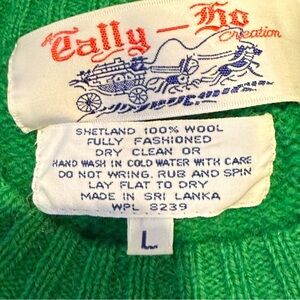 Tally-Ho
Creation
SHETLAND 100% WOOL
FULLY FASHIONED
DRY CLEAN OR
HAND WASH IN COLD WATER WITH CARE
DO NOT WRING. RUB AND SPIN
LAY FLAT TO DRY
MADE IN SRI LANKA
WPL 8239
L